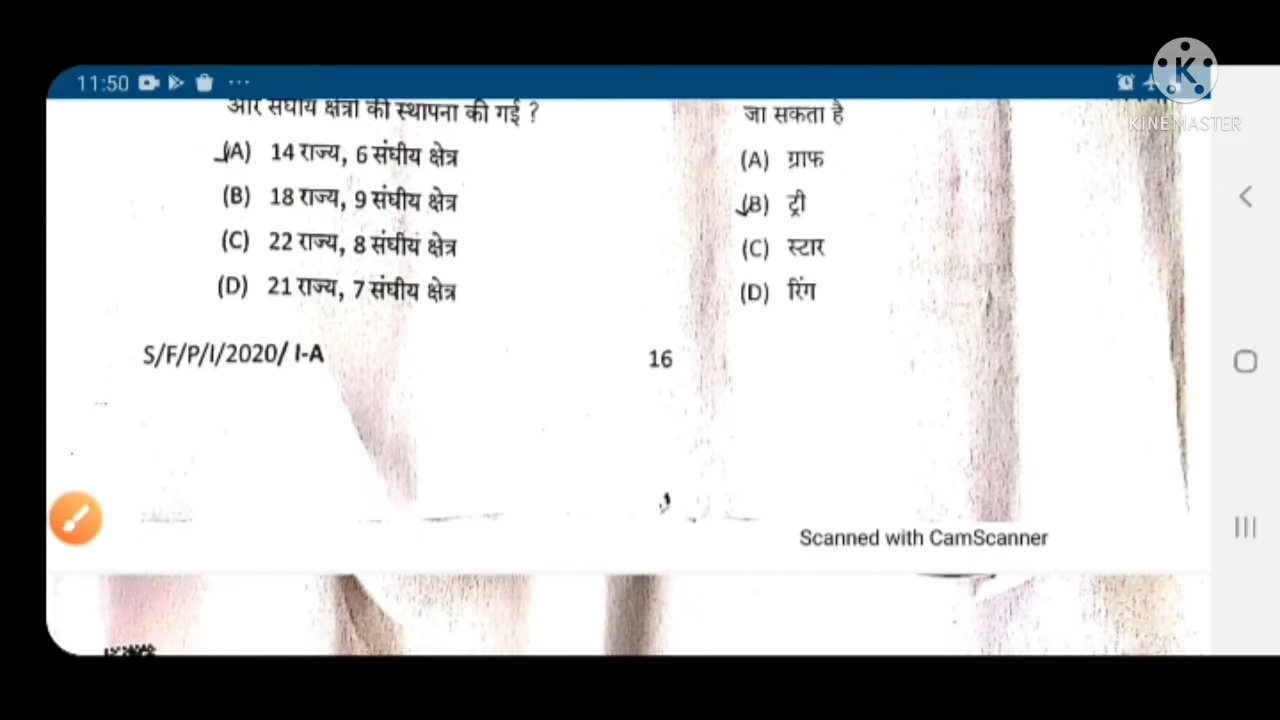 11:50
K
KINEMASTER
और संघीय क्षेत्रों की स्थापना की गई ?
(A) 14 राज्य, 6 संघीय क्षेत्र
(B) 18 राज्य, 9 संघीय क्षेत्र
(C) 22 राज्य, 8 संघीय क्षेत्र
(D) 21 राज्य, 7 संघीय क्षेत्र
S/F/P/I/2020/ I-A
जा सकता है
(A) ग्राफ
(B) ट्री
(C) स्टार
(D) रिंग
16
Scanned with CamScanner